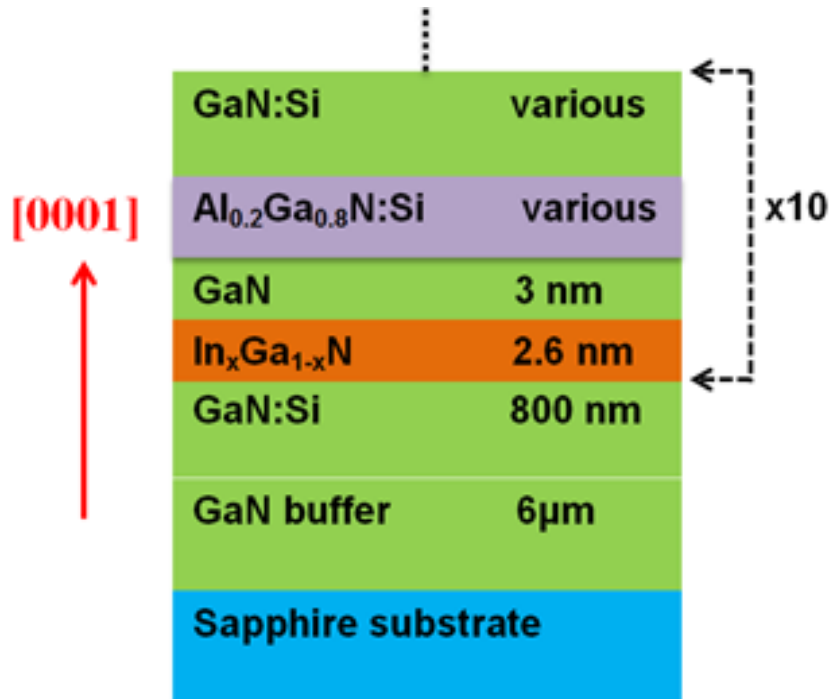 GaN:Si various
[0001]
Al₀.₂Ga₀.₈N:Si various
x10
GaN 3 nm
InₓGa₁₋ₓN 2.6 nm
GaN:Si 800 nm
GaN buffer 6µm
Sapphire substrate